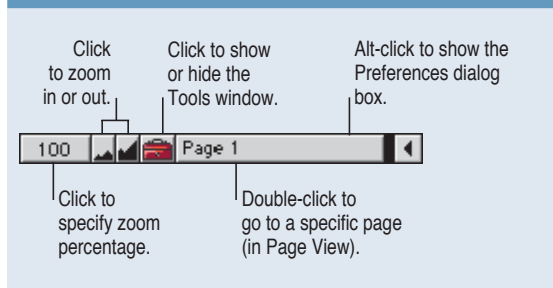 Click
to zoom
in or out.
Click to show
or hide the
Tools window.
Alt-click to show the
Preferences dialog
box.
100
Page 1
Click to
specify zoom
percentage.
Double-click to
go to a specific page
(in Page View).